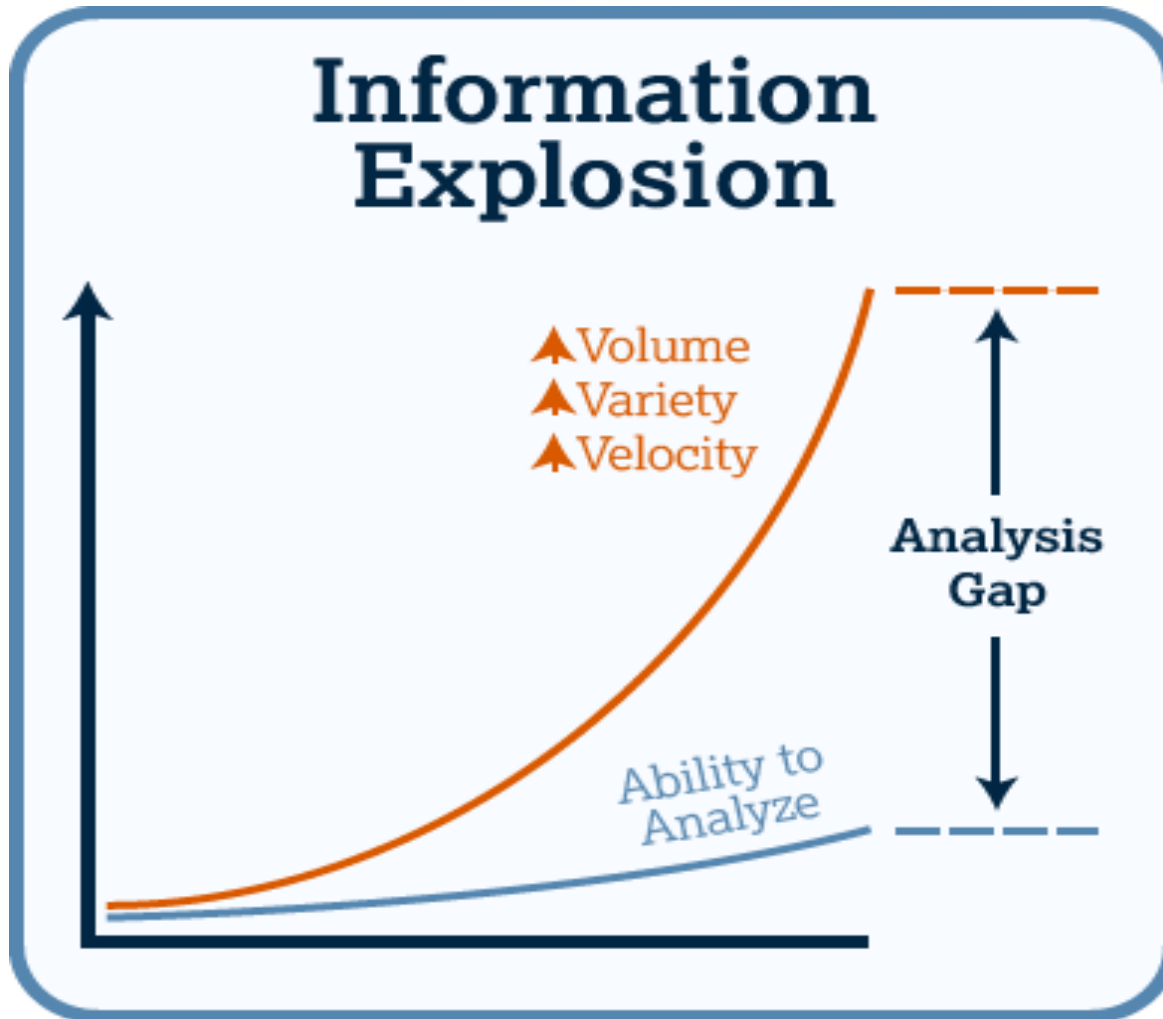 Information
Explosion
Volume
Variety
Velocity
Analysis
Gap
Ability to
Analyze